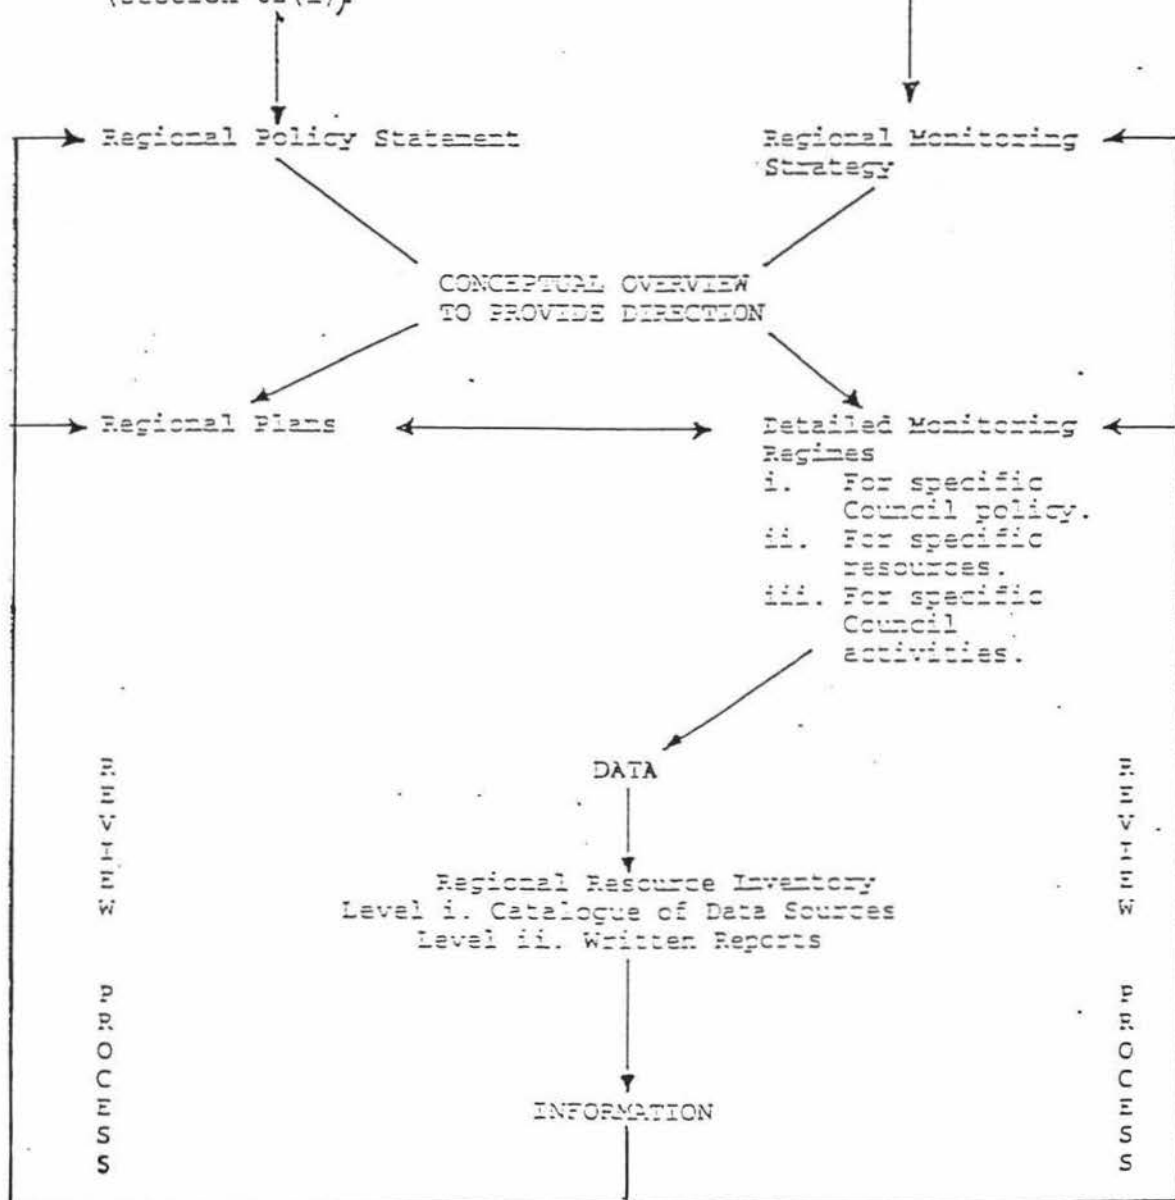 Regional Policy Statement
Regional Monitoring
Strategy
CONCEPTUAL OVERVIEW
TO PROVIDE DIRECTION
Regional Plans
Detailed Monitoring
Regimes
i. For specific
Council policy.
ii. For specific
resources.
iii. For specific
Council
activities.
REVIEW PROCESS
DATA
Regional Resource Inventory
Level i. Catalogue of Data Sources
Level ii. Written Reports
INFORMATION
REVIEW PROCESS